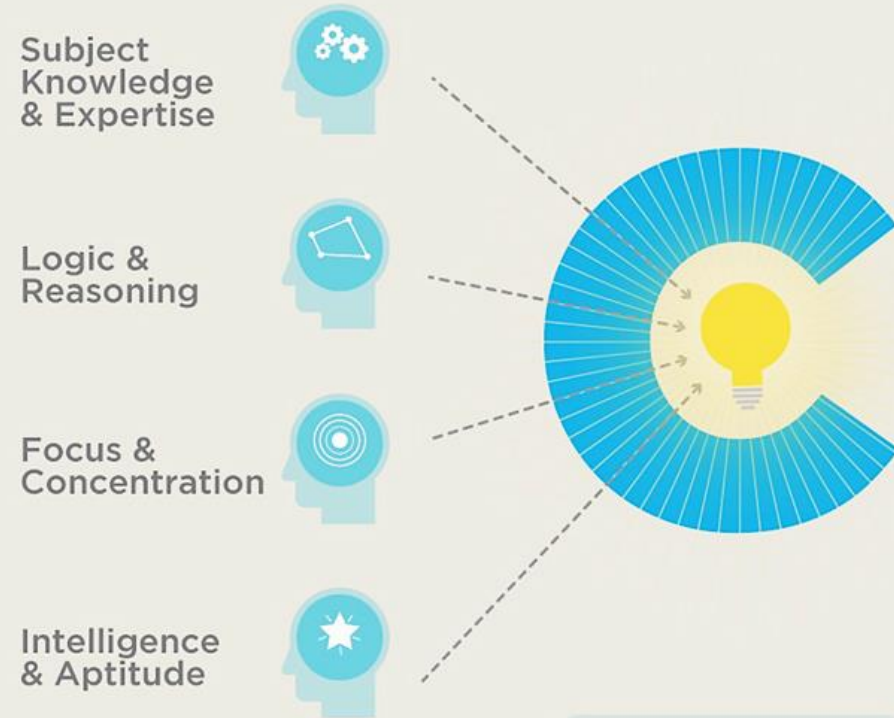 Subject
Knowledge
& Expertise
Logic &
Reasoning
Focus &
Concentration
Intelligence
& Aptitude